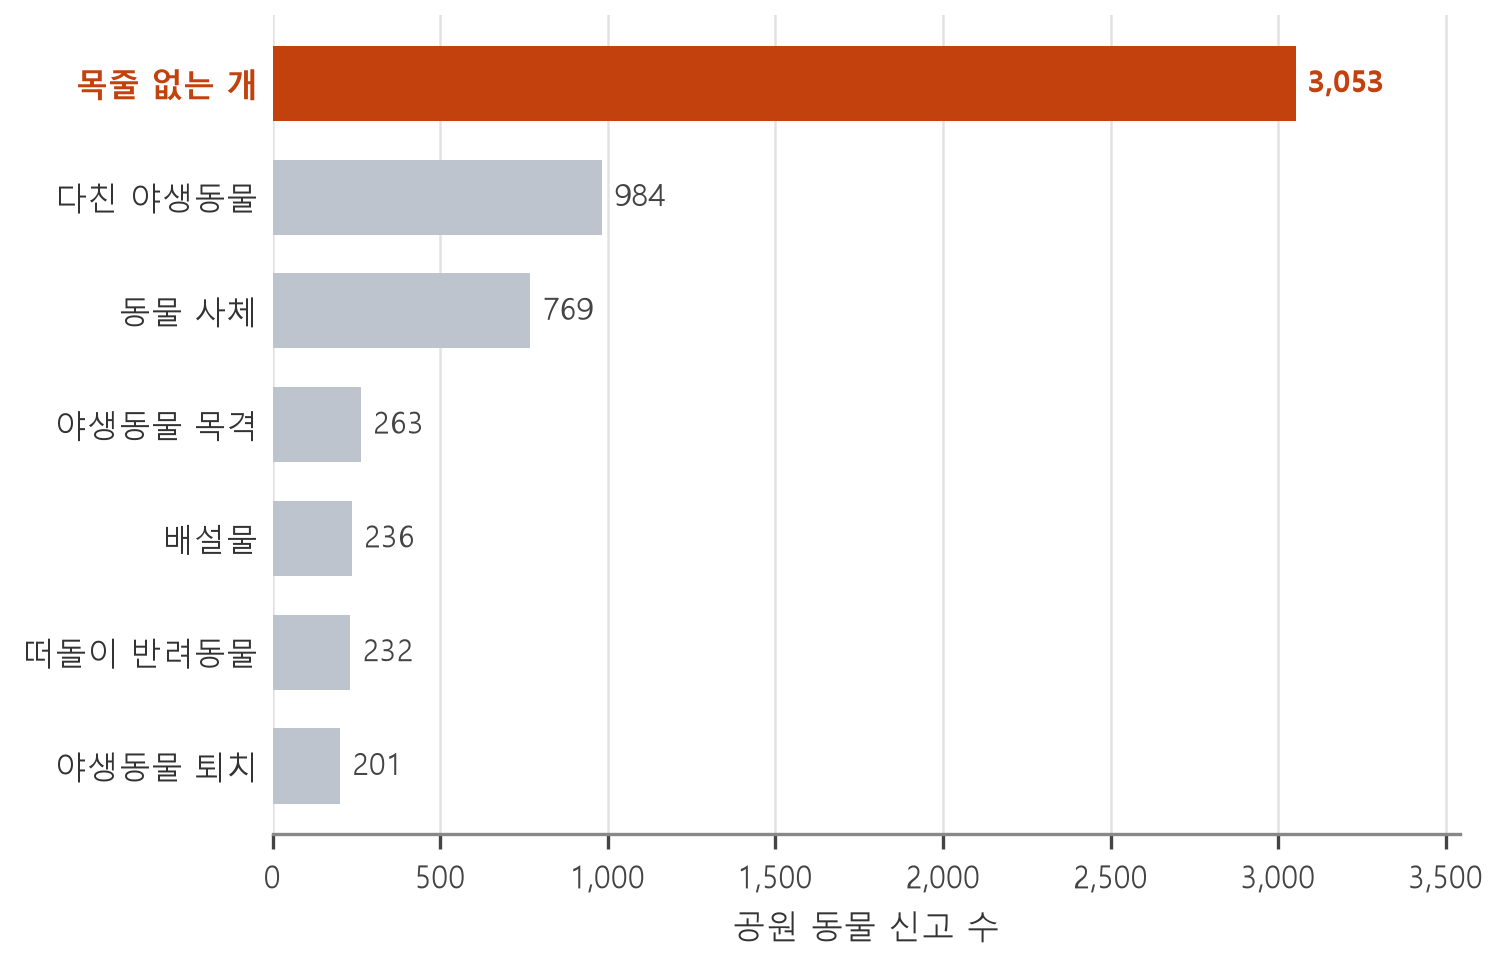 목줄 없는 개 3,053
다친 야생동물 984
동물 사체 769
야생동물 목격 263
배설물 236
떠돌이 반려동물 232
야생동물 퇴치 201
0 500 1,000 1,500 2,000 2,500 3,000 3,500
공원 동물 신고 수